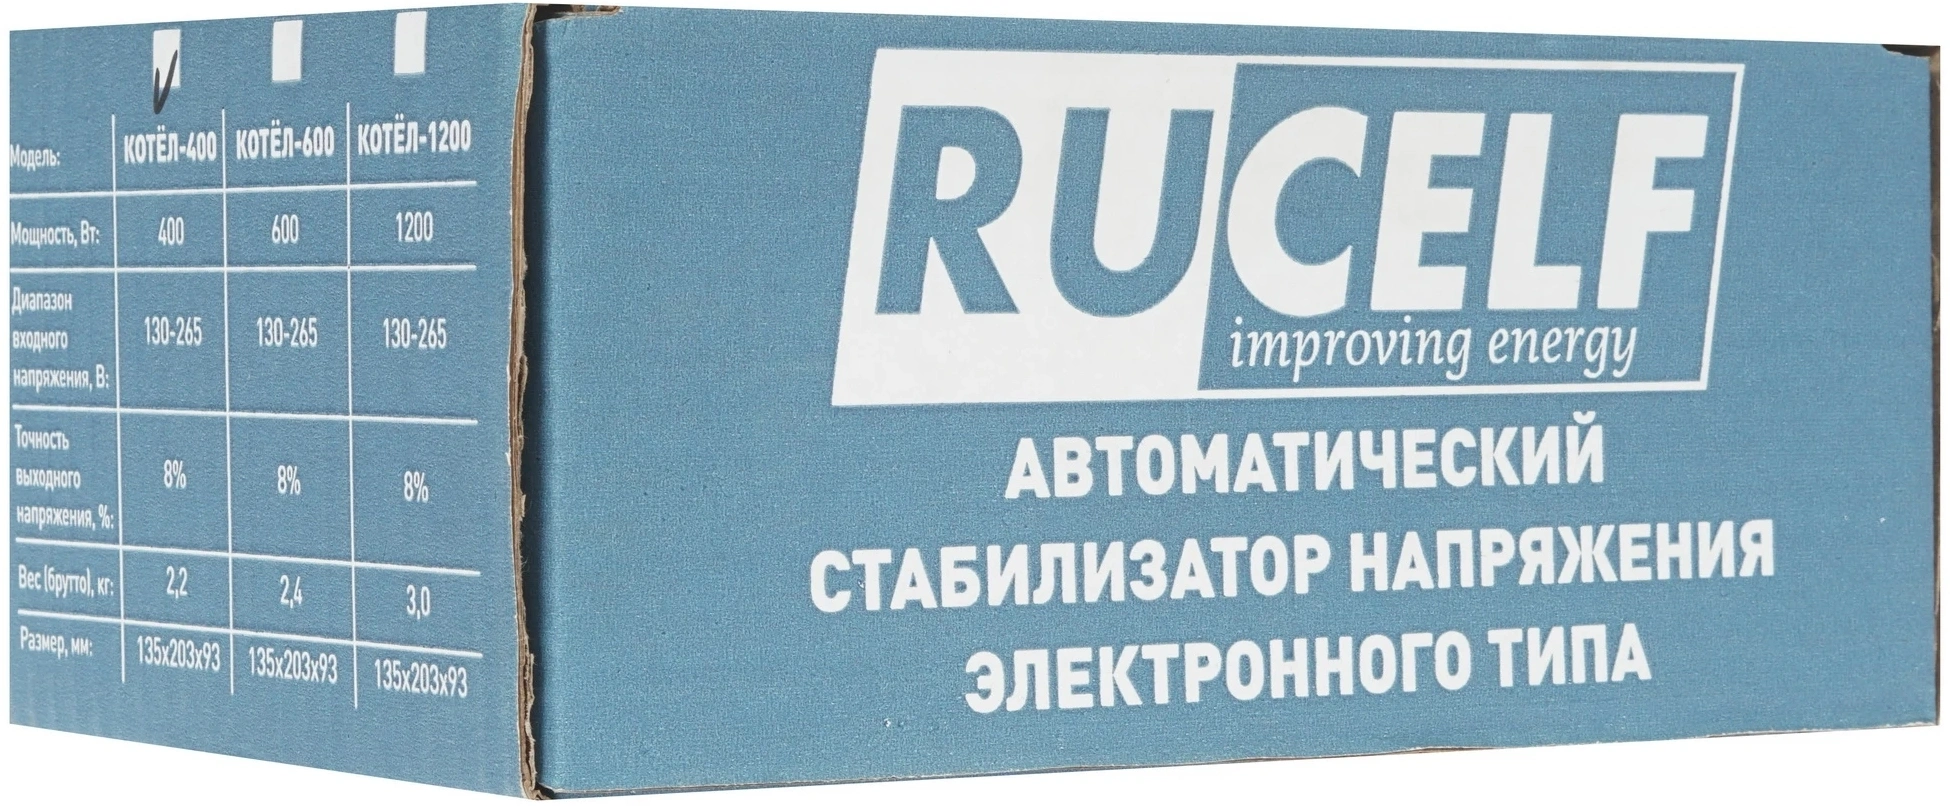 Модель: КОТЁЛ-400 КОТЁЛ-600 КОТЁЛ-1200
Мощность, Вт: 400 600 1200
Диапазон
входного
напряжения, В: 130-265 130-265 130-265
Точность
выходного
напряжения, %: 8% 8% 8%
Вес (брутто), кг: 2,2 2,4 3,0
Размер, мм: 135x203x93 135x203x93 135x203x93
RUCELF
improving energy
АВТОМАТИЧЕСКИЙ
СТАБИЛИЗАТОР НАПРЯЖЕНИЯ
ЭЛЕКТРОННОГО ТИПА